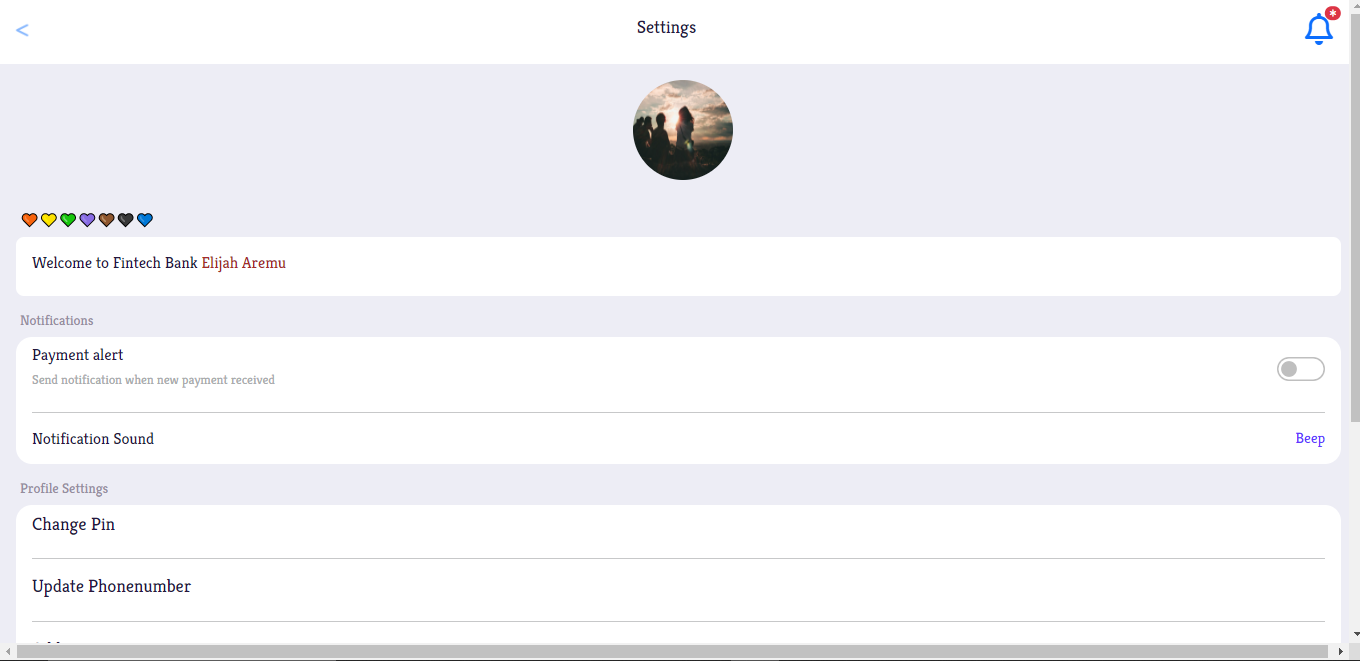 <
Settings
*
Welcome to Fintech Bank Elijah Aremu
Notifications
Payment alert
Send notification when new payment received
Notification Sound
Beep
Profile Settings
Change Pin
Update Phonenumber